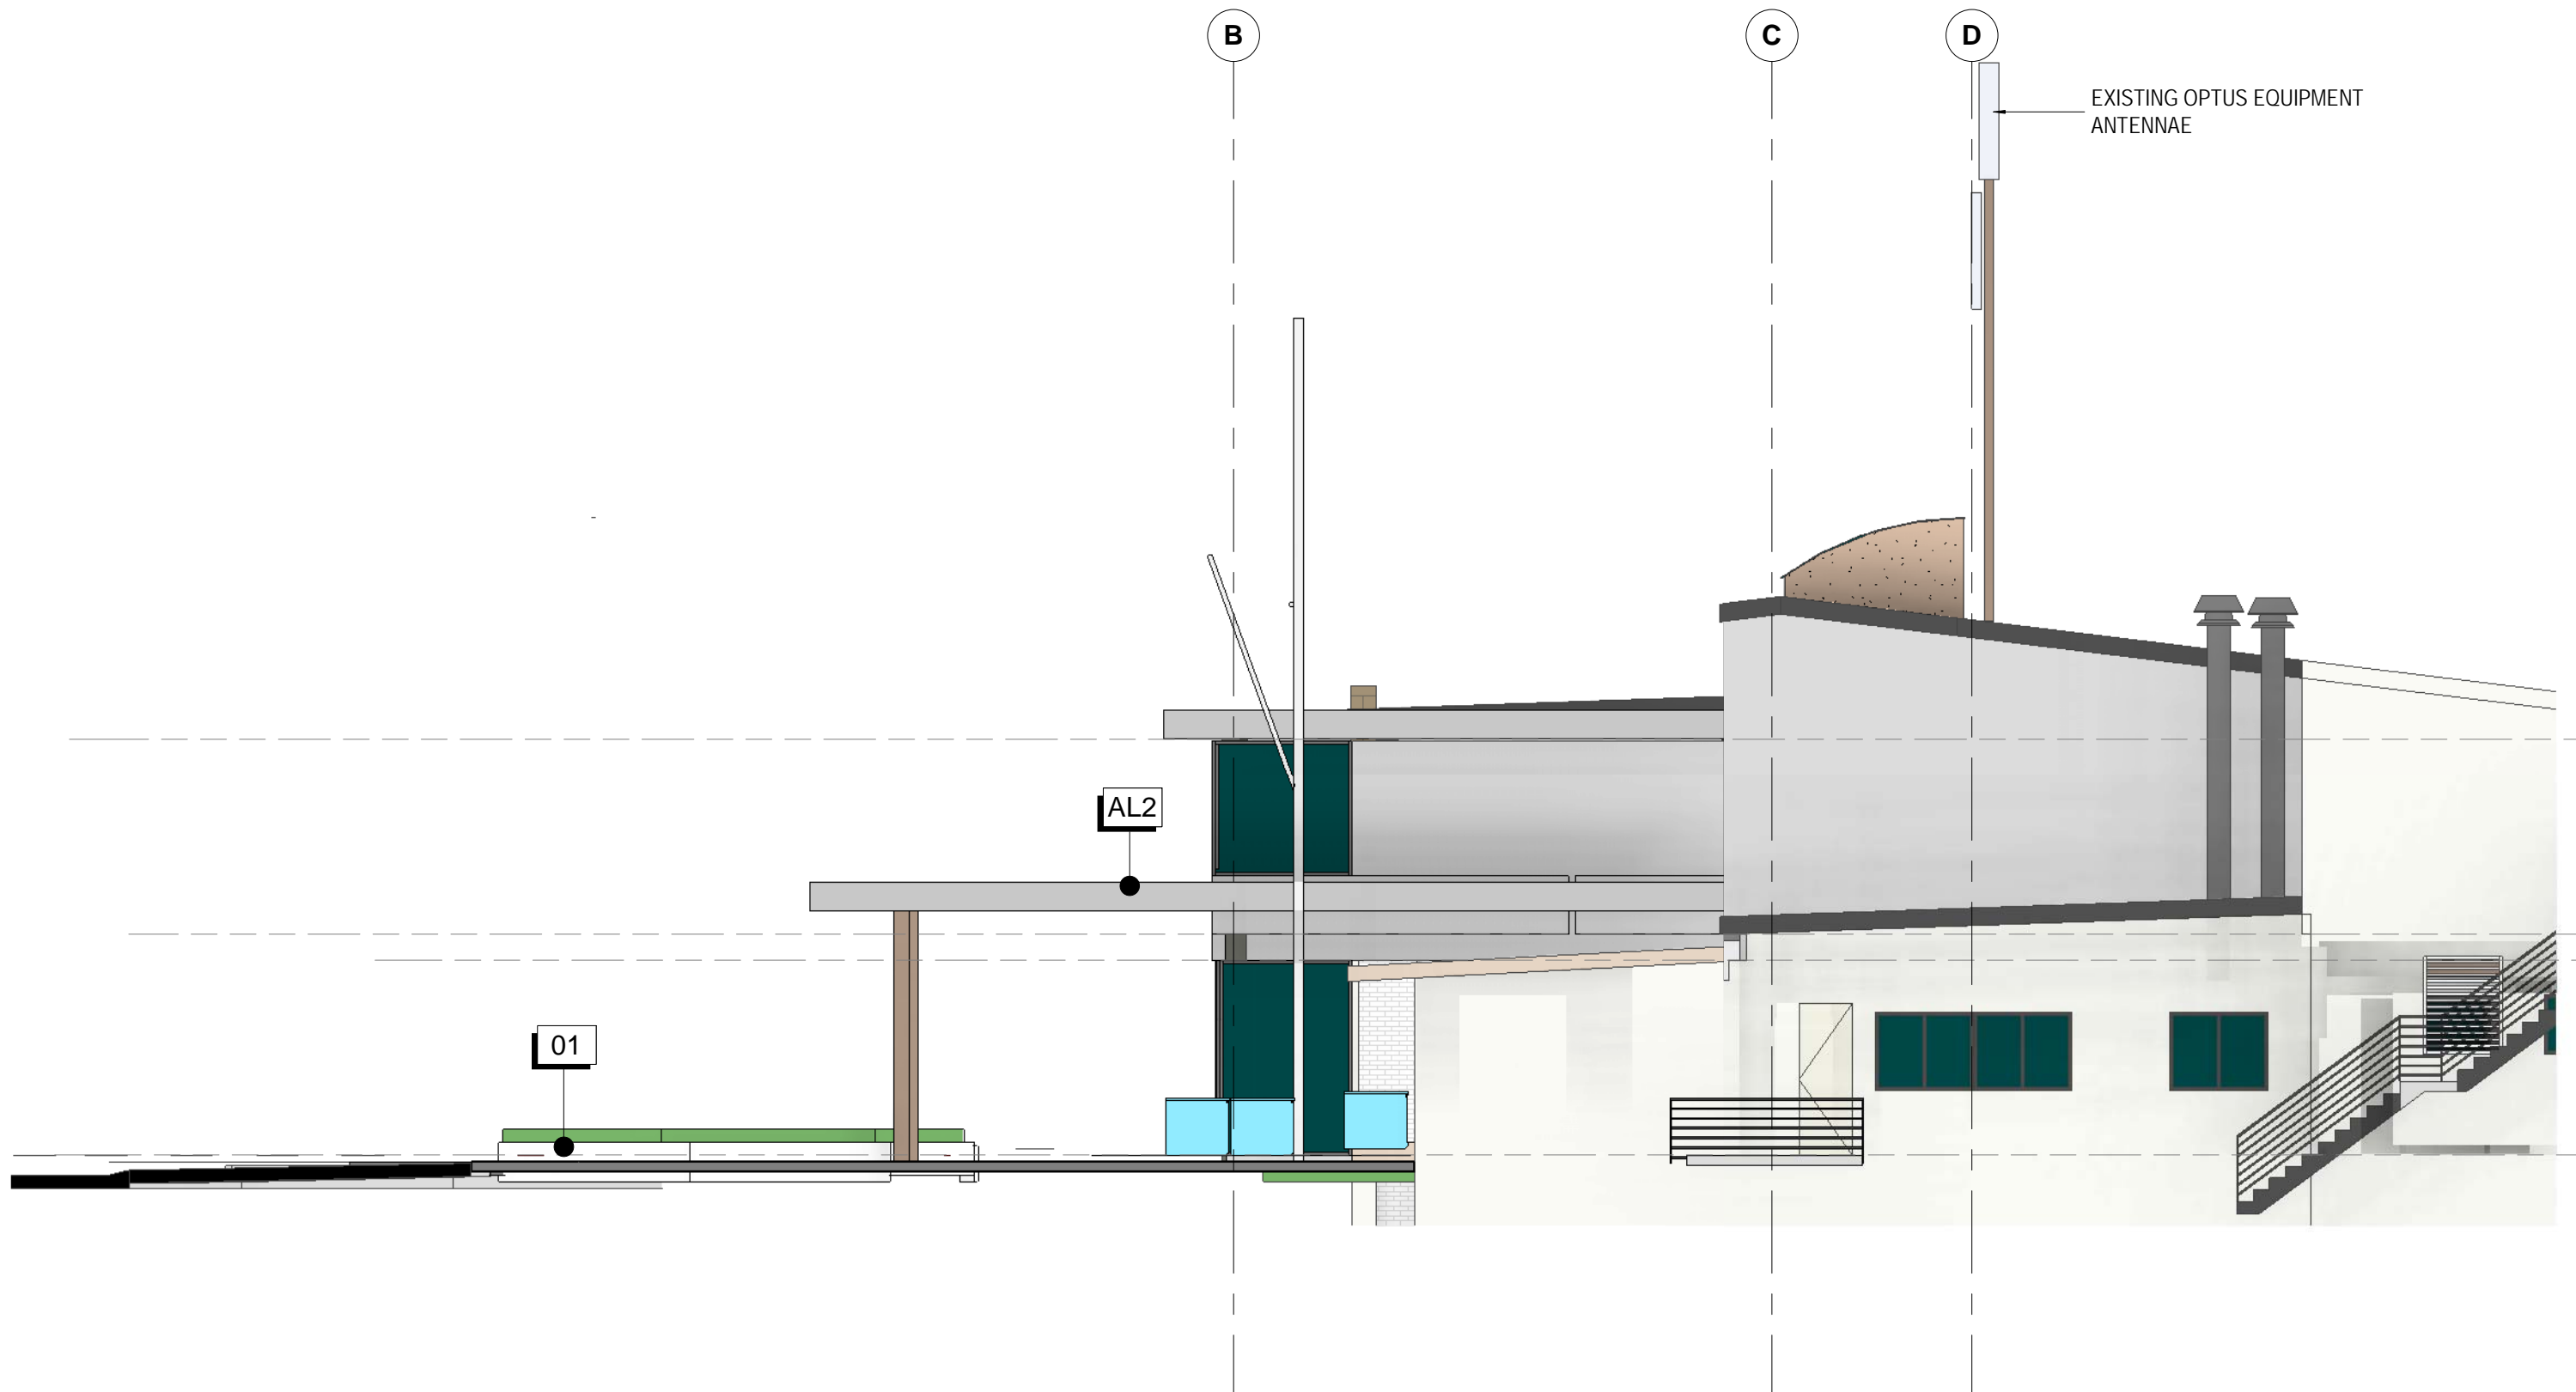 B
C
D
EXISTING OPTUS EQUIPMENT
ANTENNAE
AL2
01